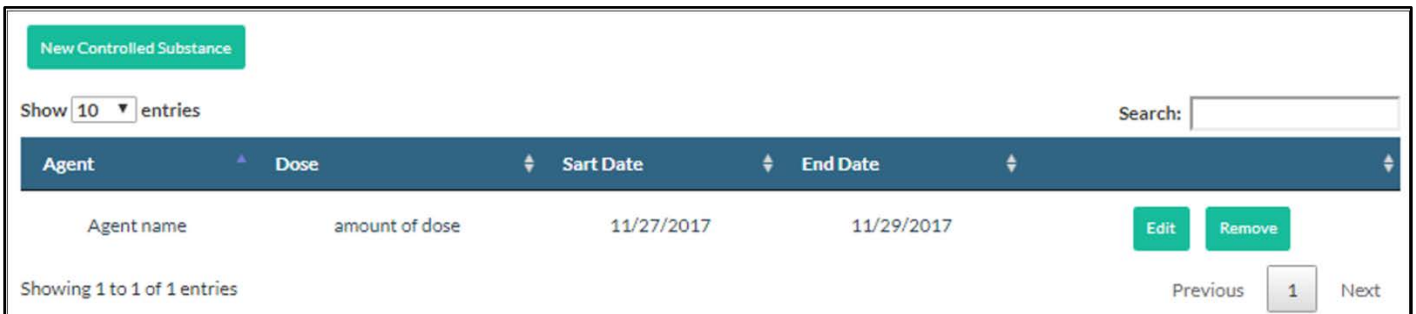 New Controlled Substance
Show 10 entries
Search:
Agent Dose Sart Date End Date
Agent name amount of dose 11/27/2017 11/29/2017 Edit Remove
Showing 1 to 1 of 1 entries
Previous 1 Next